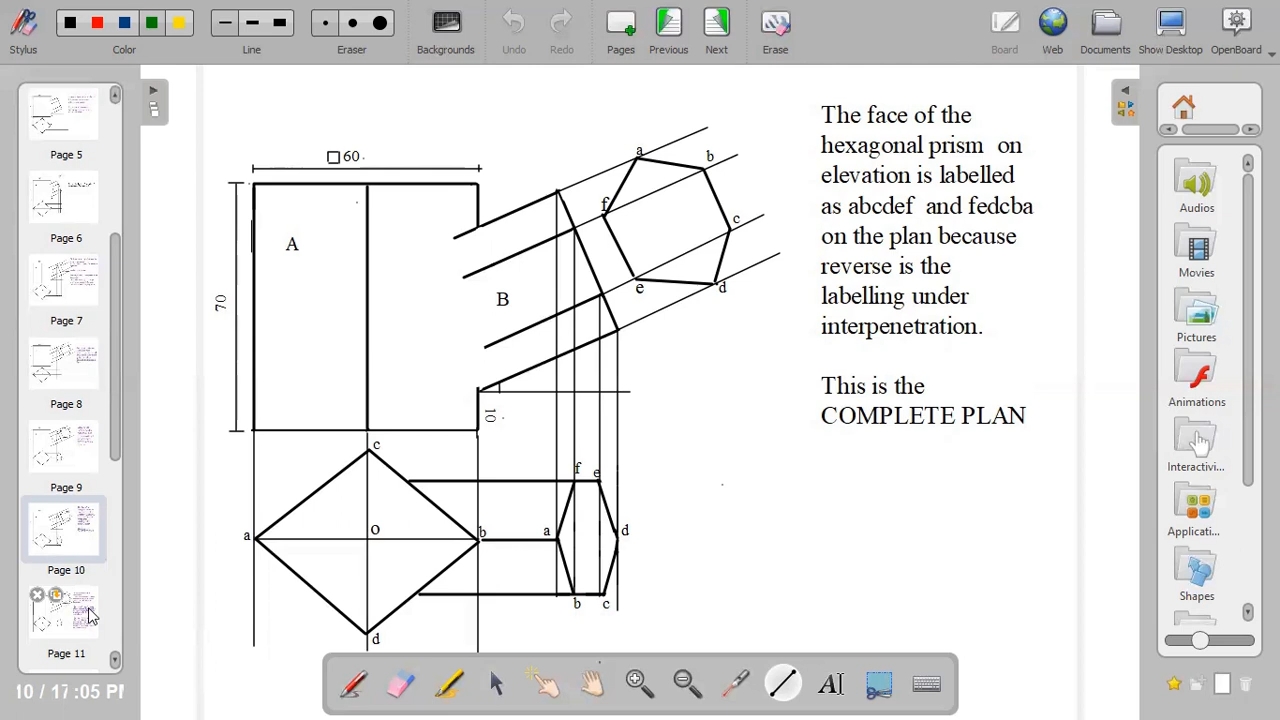 Stylus
Color
Line
Eraser
Backgrounds
Undo
Redo
Pages
Previous
Next
Erase
Board
Web
Documents
Show Desktop
OpenBoard
Page 5
Page 6
Page 7
Page 8
Page 9
Page 10
Page 11
10 / 17:05 PM
60
70
A
B
10
a
b
c
d
e
f
c
a
o
b
d
f
e
a
d
b
c
The face of the
hexagonal prism on
elevation is labelled
as abcdef and fedcba
on the plan because
reverse is the
labelling under
interpenetration.
This is the
COMPLETE PLAN
Audios
Movies
Pictures
Animations
Interactivi...
Applicati...
Shapes
AI